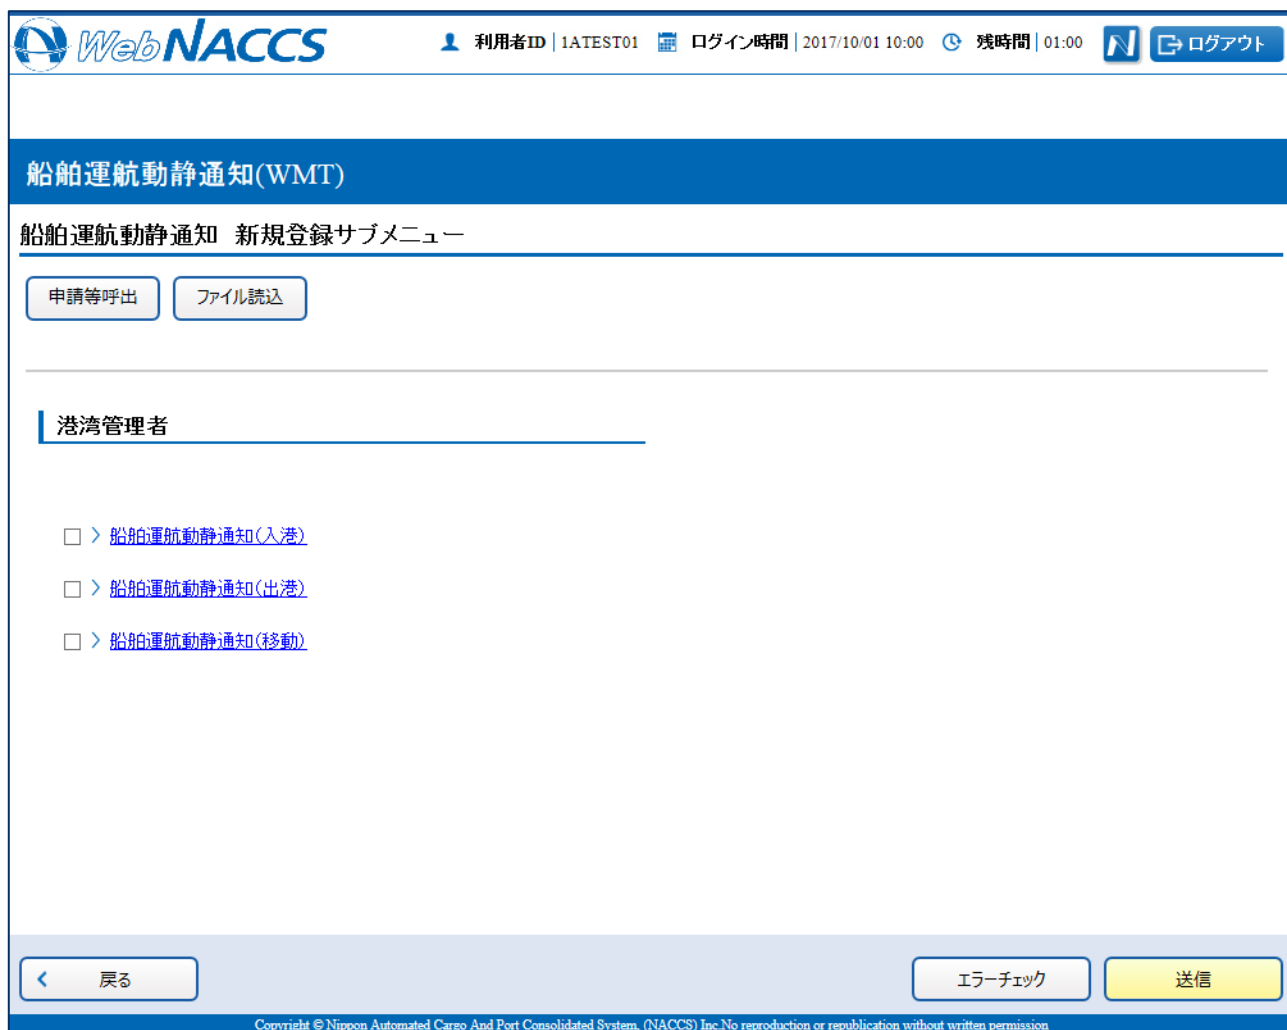 WebNACCS
利用者ID | 1ATEST01 ログイン時間 | 2017/10/01 10:00 残時間 | 01:00 N ログアウト
船舶運航動静通知(WMT)
船舶運航動静通知 新規登録サブメニュー
申請等呼出 ファイル読込
港湾管理者
船舶運航動静通知(入港)
船舶運航動静通知(出港)
船舶運航動静通知(移動)
戻る エラーチェック 送信
Copyright © Nippon Automated Cargo And Port Consolidated System, (NACCS) Inc.No reproduction or republication without written permission